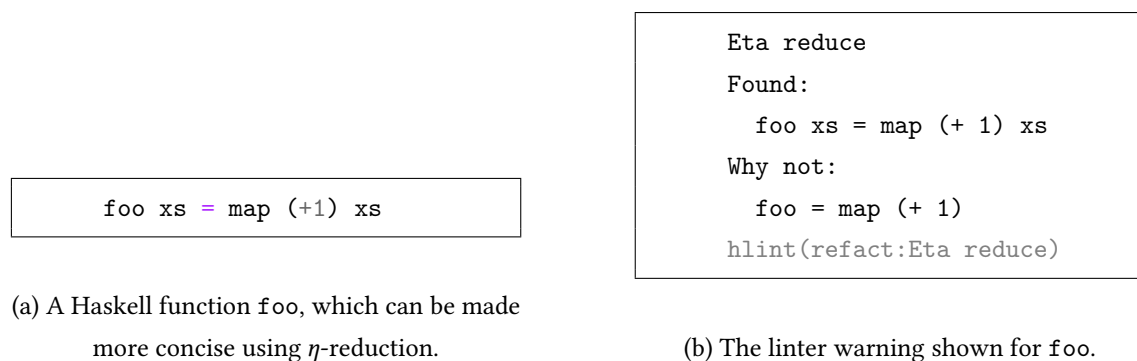 foo xs = map (+1) xs
(a) A Haskell function foo, which can be made
more concise using η-reduction.
Eta reduce
Found:
foo xs = map (+ 1) xs
Why not:
foo = map (+ 1)
hlint(refact:Eta reduce)
(b) The linter warning shown for foo.